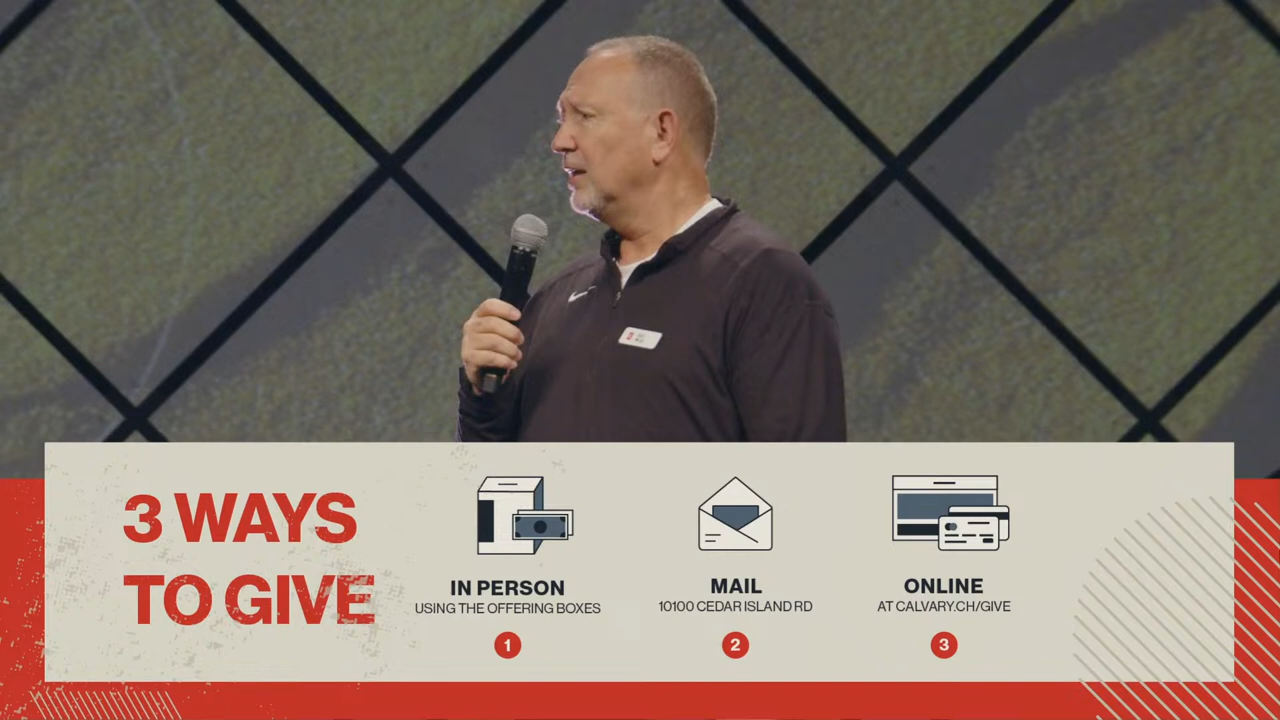 3 WAYS
TO GIVE
IN PERSON
USING THE OFFERING BOXES
1
MAIL
10100 CEDAR ISLAND RD
2
ONLINE
AT CALVARY.CH/GIVE
3